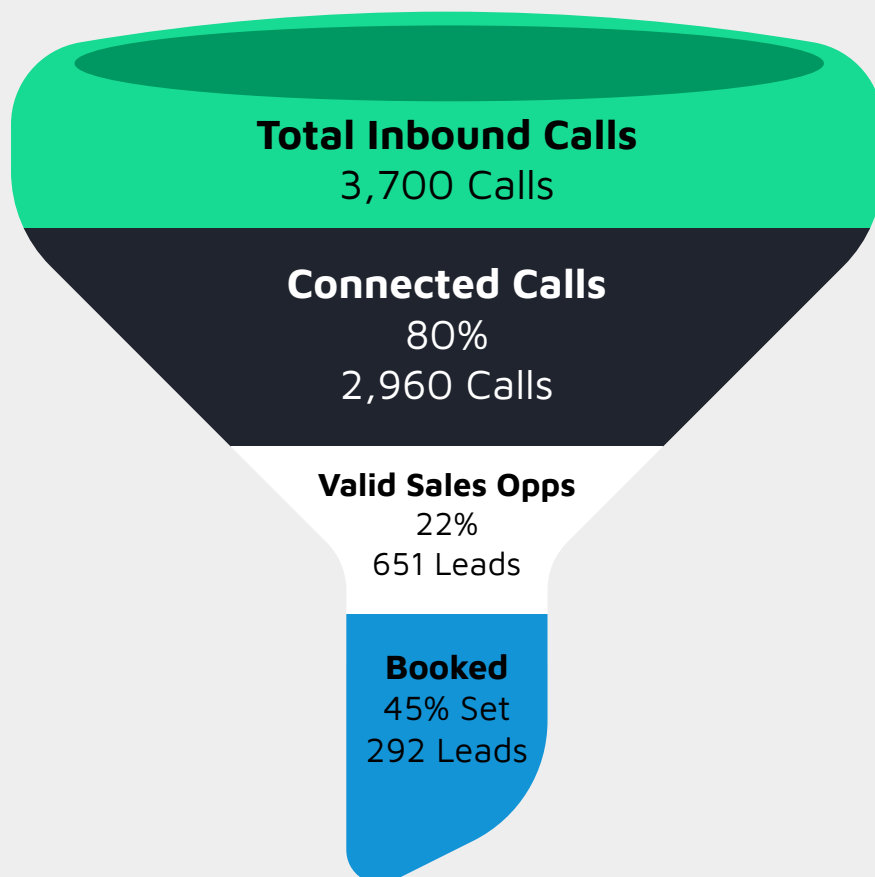 Total Inbound Calls
3,700 Calls
Connected Calls
80%
2,960 Calls
Valid Sales Opps
22%
651 Leads
Booked
45% Set
292 Leads